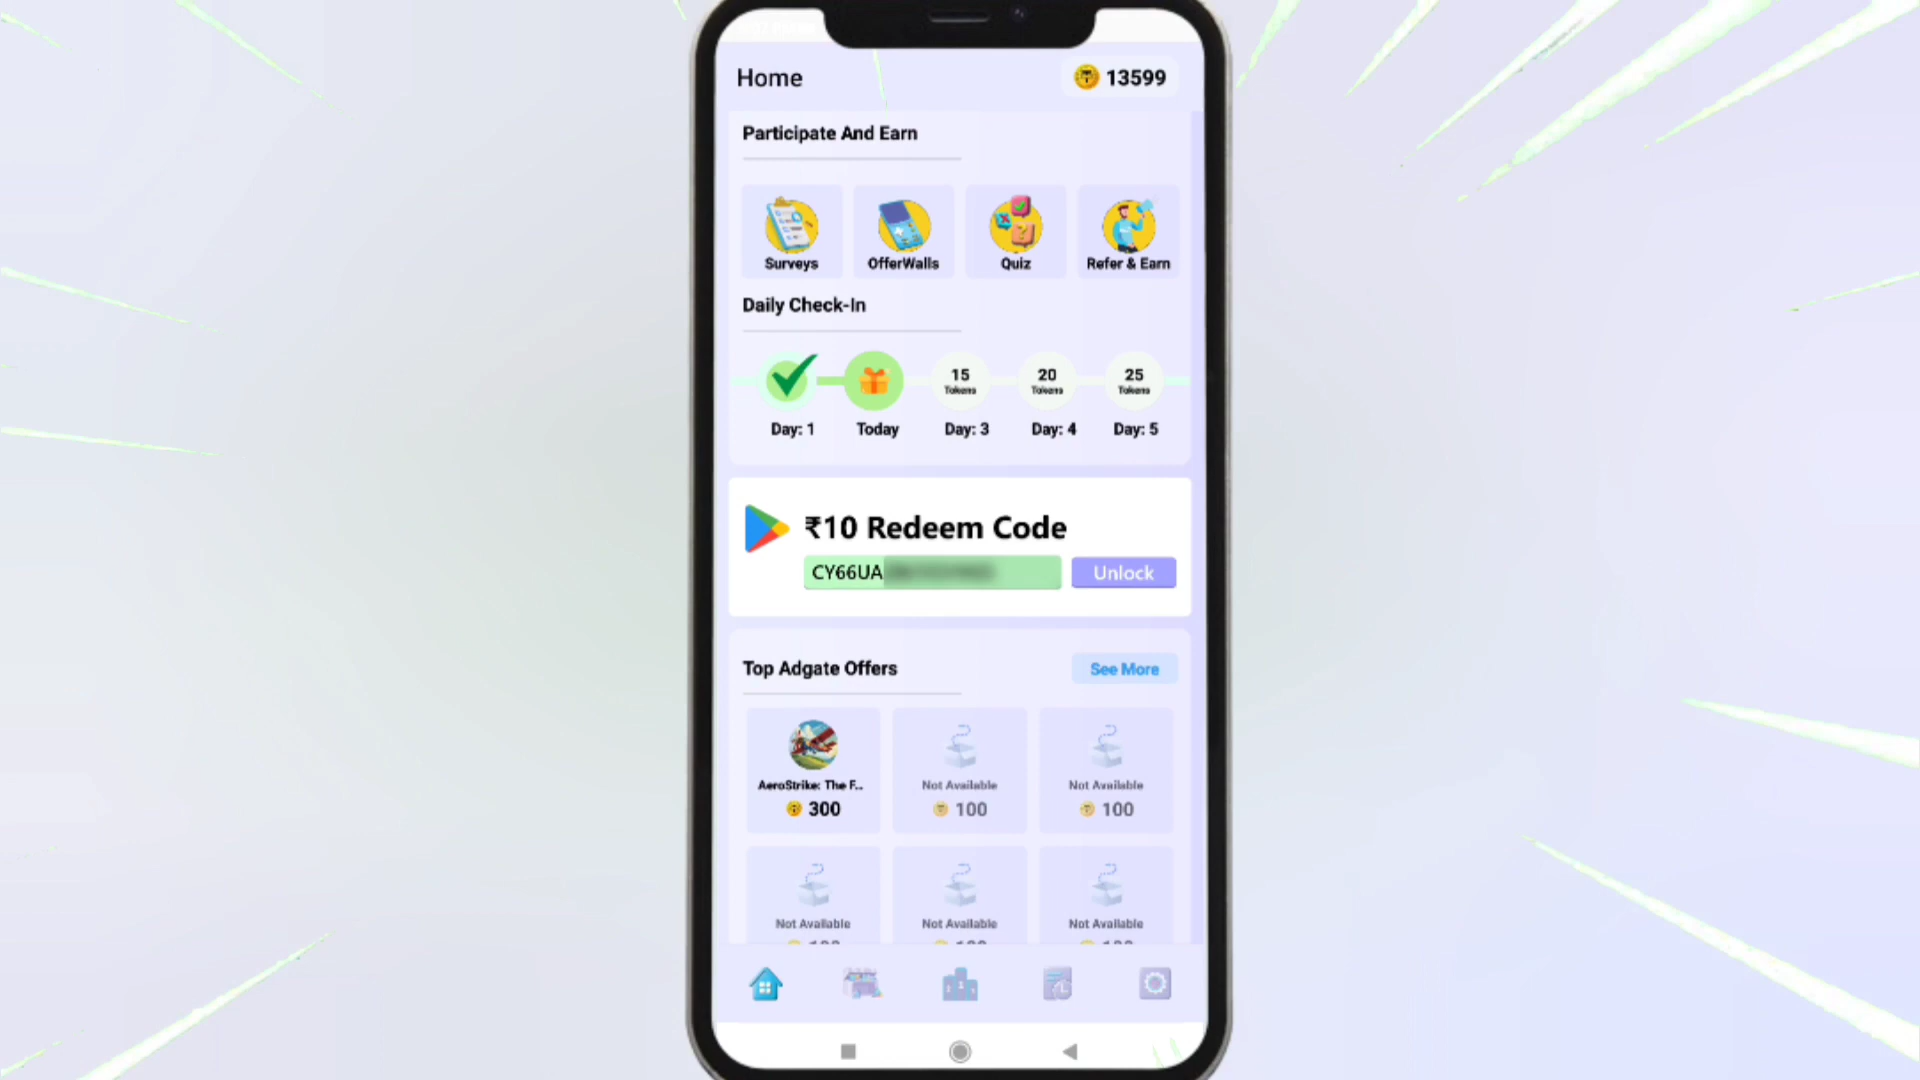 Home
13599
Participate And Earn
Surveys
OfferWalls
Quiz
Refer & Earn
Daily Check-In
15
Tokens
20
Tokens
25
Tokens
Day: 1
Today
Day: 3
Day: 4
Day: 5
₹10 Redeem Code
CY66UA
Unlock
Top Adgate Offers
See More
AeroStrike: The F..
300
Not Available
100
Not Available
100
Not Available
Not Available
Not Available